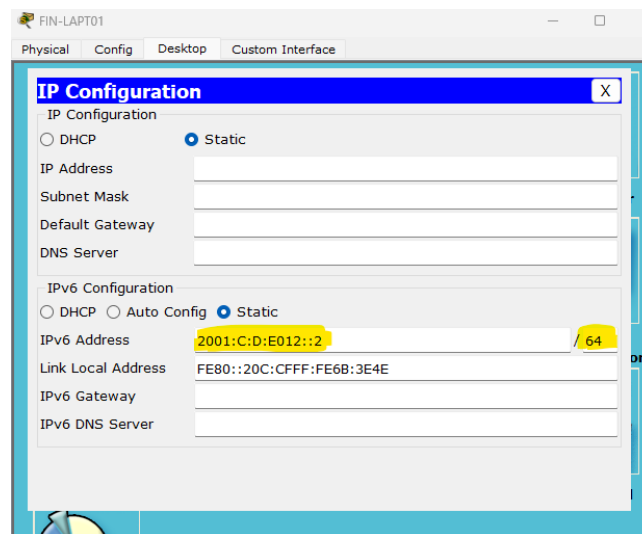 FIN-LAPT01
Physical Config Desktop Custom Interface
IP Configuration X
IP Configuration
DHCP Static
IP Address
Subnet Mask
Default Gateway
DNS Server
IPv6 Configuration
DHCP Auto Config Static
IPv6 Address 2001:C:D:E012::2 / 64
Link Local Address FE80::20C:CFFF:FE6B:3E4E
IPv6 Gateway
IPv6 DNS Server